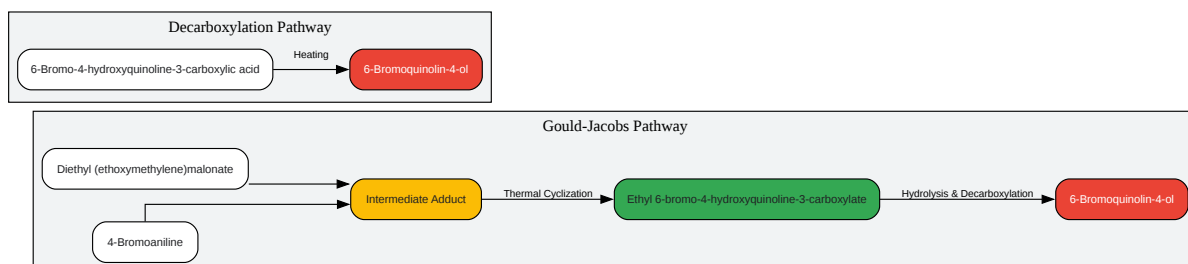 Decarboxylation Pathway
6-Bromo-4-hydroxyquinoline-3-carboxylic acid
Heating
6-Bromoquinolin-4-ol
Gould-Jacobs Pathway
Diethyl (ethoxymethylene)malonate
4-Bromoaniline
Intermediate Adduct
Thermal Cyclization
Ethyl 6-bromo-4-hydroxyquinoline-3-carboxylate
Hydrolysis & Decarboxylation
6-Bromoquinolin-4-ol